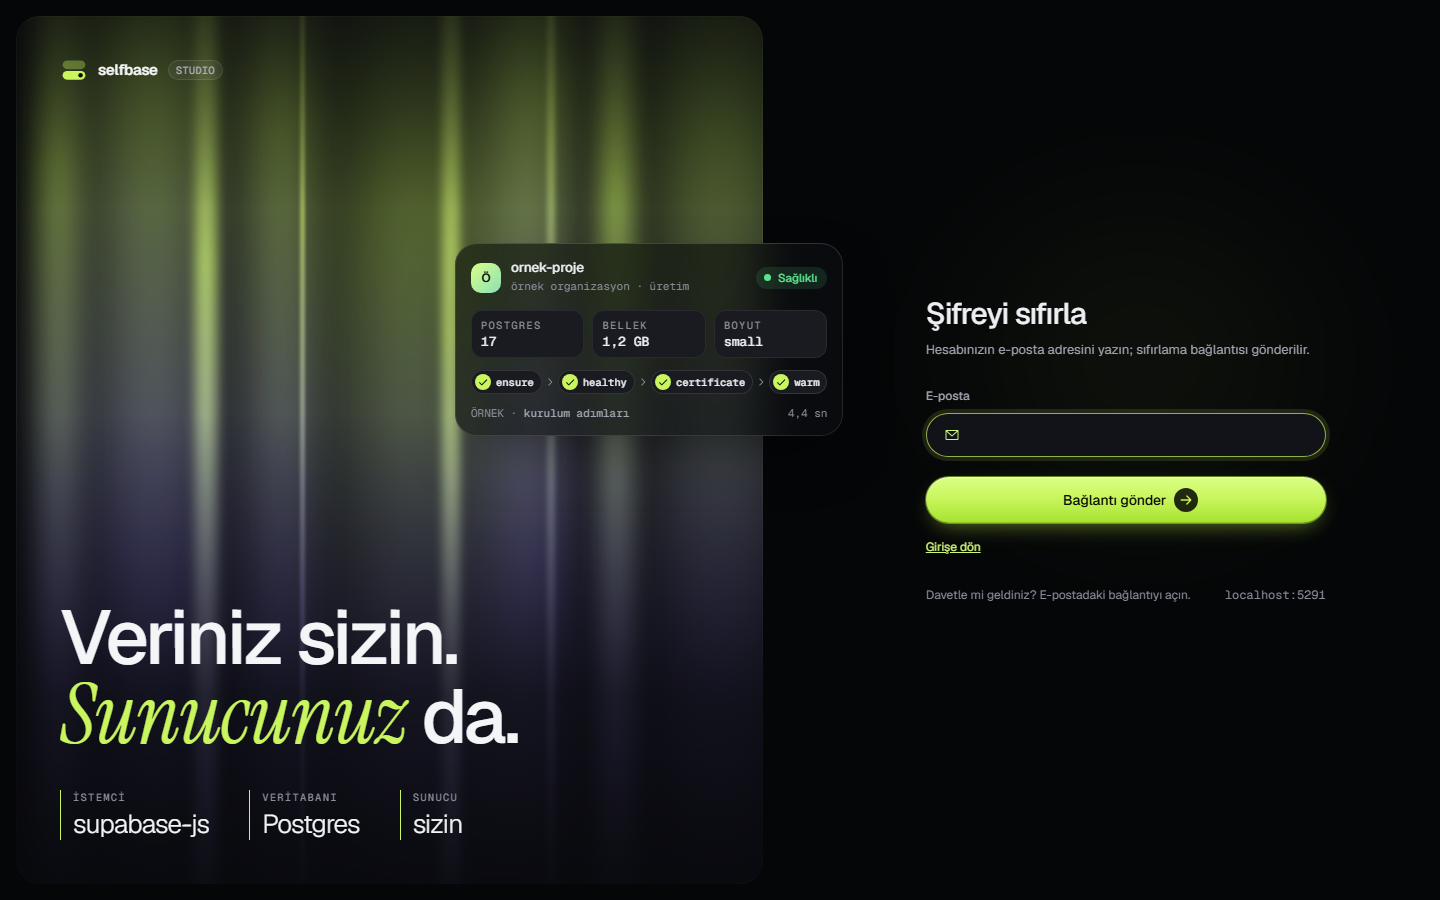 selfbase STUDIO
Ö
ornek-proje
örnek organizasyon · üretim
Sağlıklı
POSTGRES
17
BELLEK
1,2 GB
BOYUT
small
ensure › healthy › certificate › warm
ÖRNEK · kurulum adımları
4,4 sn
Veriniz sizin.
Sunucunuz da.
İSTEMCİ
supabase-js
VERİTABANI
Postgres
SUNUCU
sizin
Şifreyi sıfırla
Hesabınızın e-posta adresini yazın; sıfırlama bağlantısı gönderilir.
E-posta
Bağlantı gönder
Girişe dön
Davetle mi geldiniz? E-postadaki bağlantıyı açın.
localhost:5291